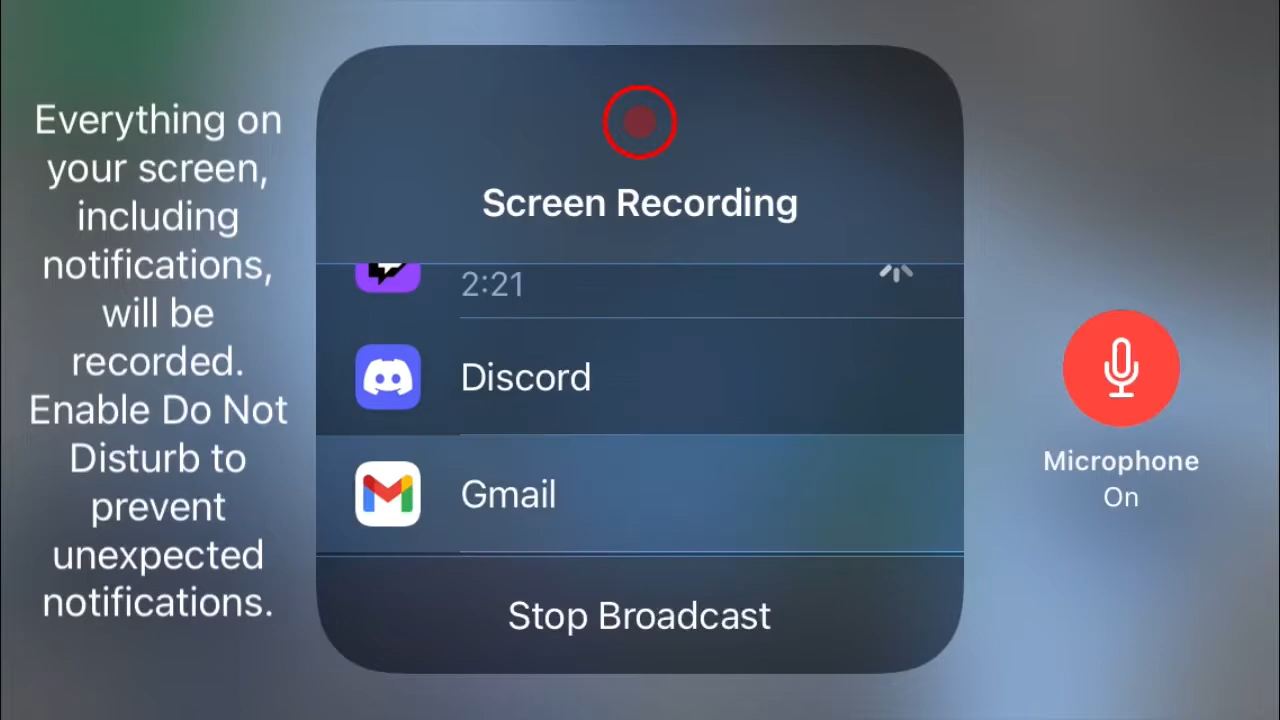 Everything on
your screen,
including
notifications,
will be
recorded.
Enable Do Not
Disturb to
prevent
unexpected
notifications.
Screen Recording
2:21
Discord
Gmail
Stop Broadcast
Microphone
On